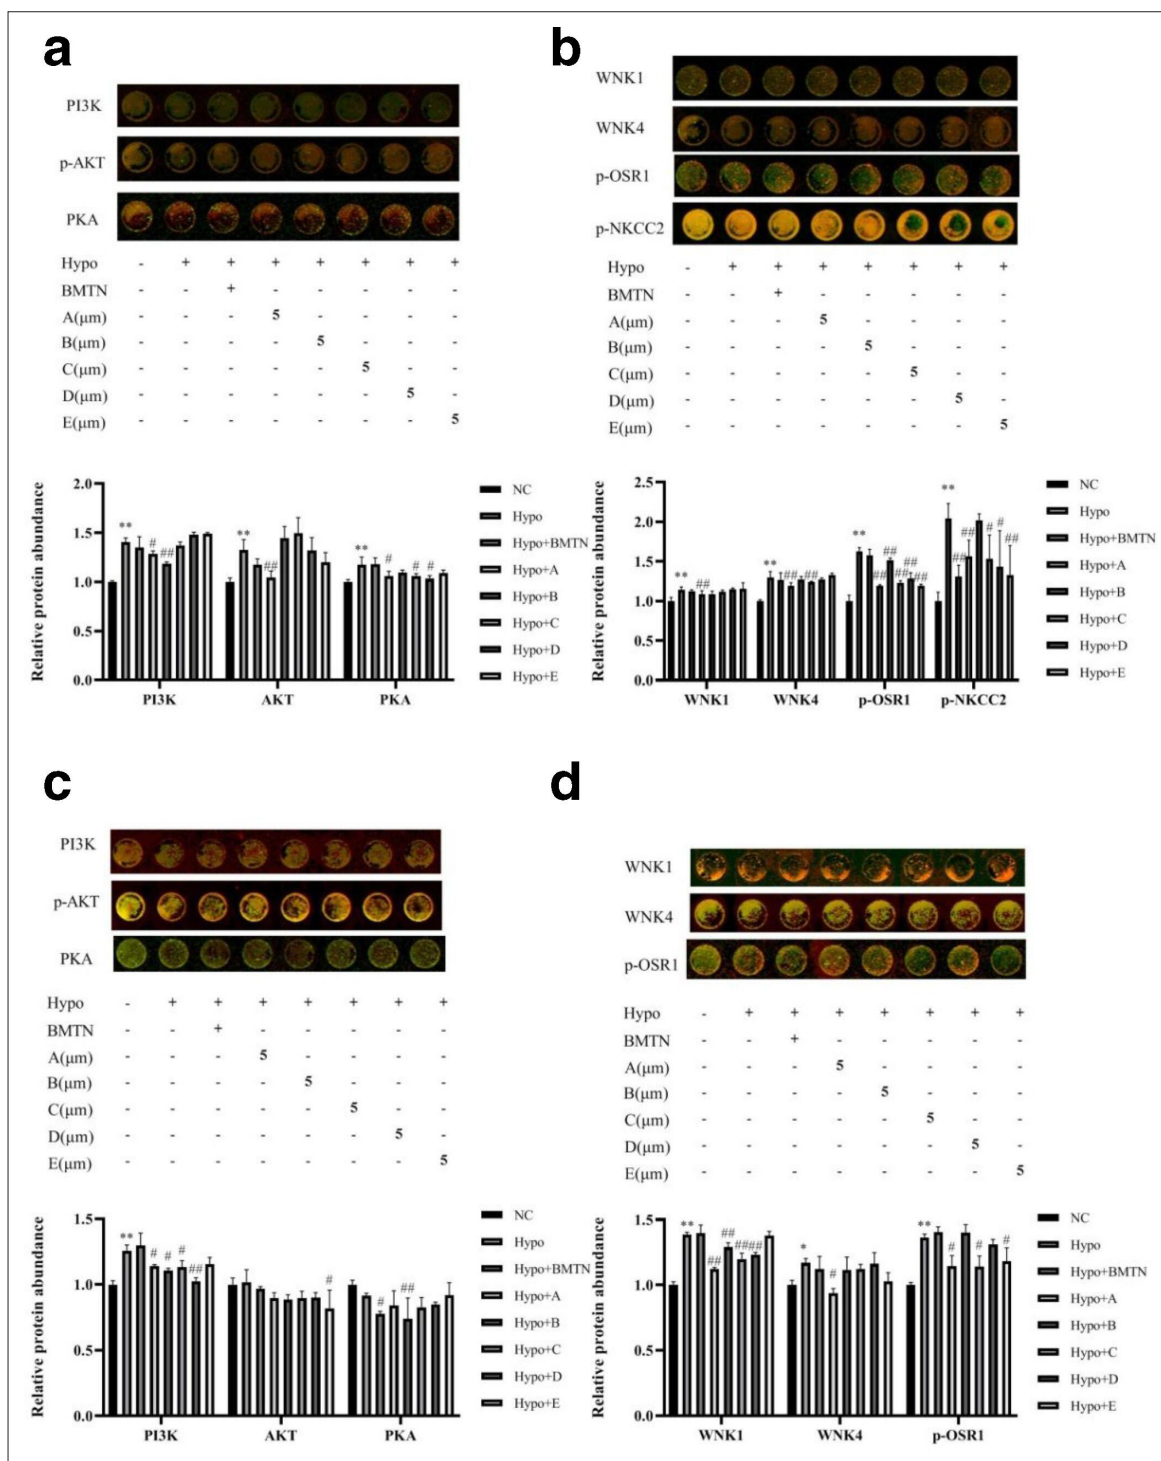 a
PI3K
p-AKT
PKA
Hypo - + + + + + + +
BMTN - - + - - - - -
A(μm) - - - 5 - - - -
B(μm) - - - - 5 - - -
C(μm) - - - - - 5 - -
D(μm) - - - - - - 5 -
E(μm) - - - - - - - 5
Relative protein abundance
2.0
1.5
1.0
0.5
0.0
** # ##
** ##
** # # #
PI3K AKT PKA
NC
Hypo
Hypo+BMTN
Hypo+A
Hypo+B
Hypo+C
Hypo+D
Hypo+E
b
WNK1
WNK4
p-OSR1
p-NKCC2
Hypo - + + + + + + +
BMTN - - + - - - - -
A(μm) - - - 5 - - - -
B(μm) - - - - 5 - - -
C(μm) - - - - - 5 - -
D(μm) - - - - - - 5 -
E(μm) - - - - - - - 5
Relative protein abundance
2.5
2.0
1.5
1.0
0.5
0.0
** ##
** ## ##
** ## ## ## ## ##
** ## ## # # ##
WNK1 WNK4 p-OSR1 p-NKCC2
NC
Hypo
Hypo+BMTN
Hypo+A
Hypo+B
Hypo+C
Hypo+D
Hypo+E
c
PI3K
p-AKT
PKA
Hypo - + + + + + + +
BMTN - - + - - - - -
A(μm) - - - 5 - - - -
B(μm) - - - - 5 - - -
C(μm) - - - - - 5 - -
D(μm) - - - - - - 5 -
E(μm) - - - - - - - 5
Relative protein abundance
1.5
1.0
0.5
0.0
** # # # ##
#
# ##
PI3K AKT PKA
NC
Hypo
Hypo+BMTN
Hypo+A
Hypo+B
Hypo+C
Hypo+D
Hypo+E
d
WNK1
WNK4
p-OSR1
Hypo - + + + + + + +
BMTN - - + - - - - -
A(μm) - - - 5 - - - -
B(μm) - - - - 5 - - -
C(μm) - - - - - 5 - -
D(μm) - - - - - - 5 -
E(μm) - - - - - - - 5
Relative protein abundance
1.5
1.0
0.5
0.0
** ## ## ####
* #
** # # #
WNK1 WNK4 p-OSR1
NC
Hypo
Hypo+BMTN
Hypo+A
Hypo+B
Hypo+C
Hypo+D
Hypo+E